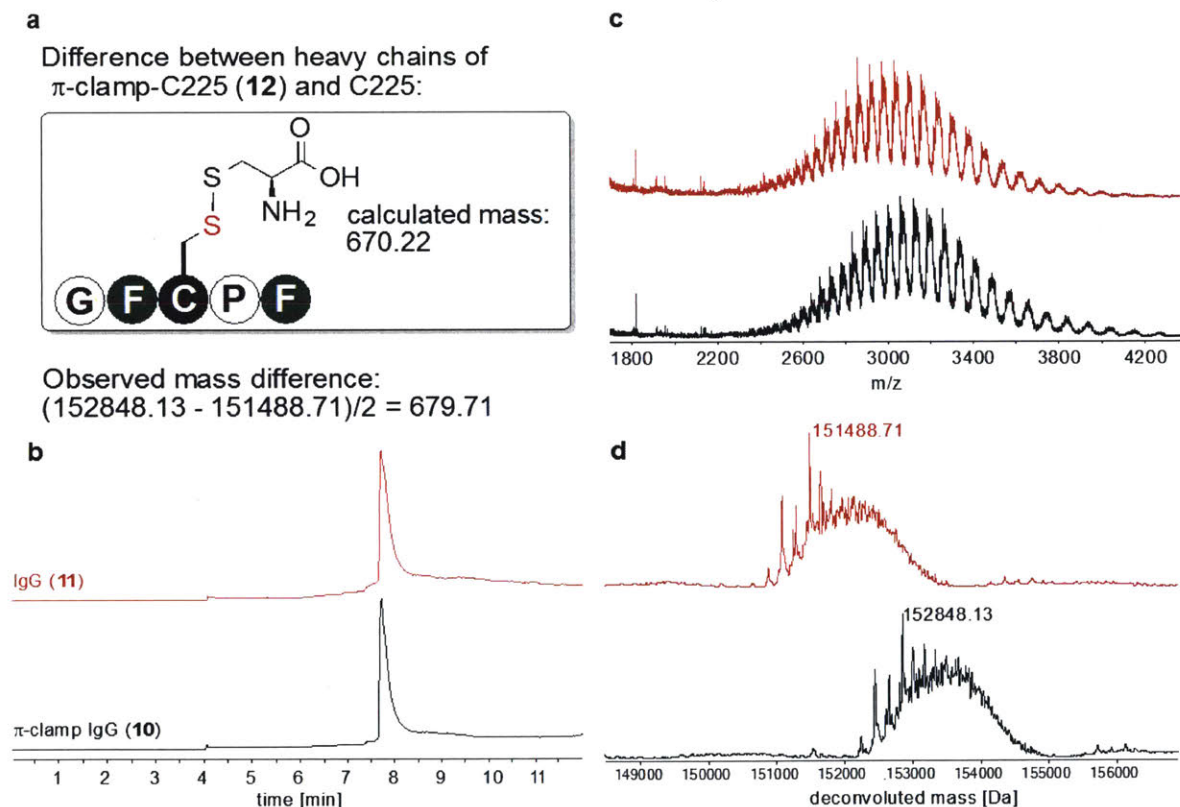 a
Difference between heavy chains of
π-clamp-C225 (12) and C225:
O
S
OH
S
NH2
calculated mass:
670.22
G F C P F
Observed mass difference:
(152848.13 - 151488.71)/2 = 679.71
b
IgG (11)
π-clamp IgG (10)
1 2 3 4 5 6 7 8 9 10 11
time [min]
c
1800 2200 2600 3000 3400 3800 4200
m/z
d
151488.71
152848.13
149000 150000 151000 152000 153000 154000 155000 156000
deconvoluted mass [Da]